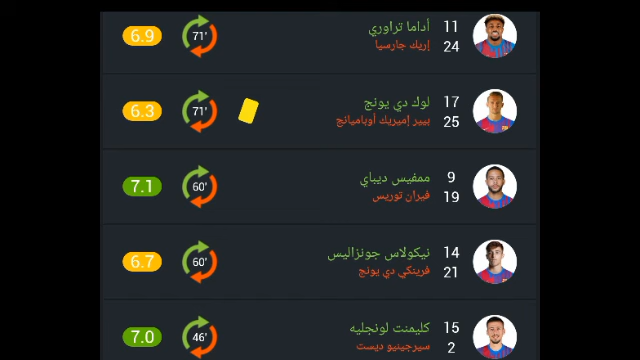 11 أداما تراوري
24 إريك جارسيا
71'
6.9
17 لوك دي يونج
25 بيير إميريك أوباميانج
71'
6.3
9 ممفيس ديباي
19 فيران توريس
60'
7.1
14 نيكولاس جونزاليس
21 فرينكي دي يونج
60'
6.7
15 كليمنت لونجليه
2 سيرجينيو ديست
46'
7.0